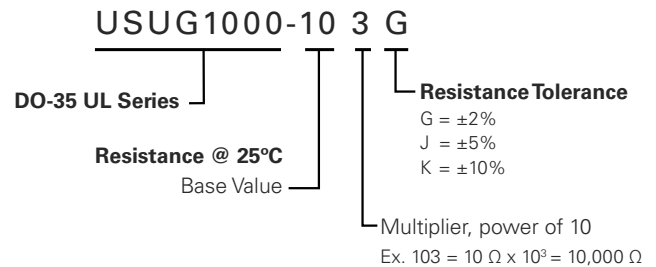 USUG1000-10 3 G
DO-35 UL Series
Resistance @ 25ºC
Base Value
Resistance Tolerance
G = ±2%
J = ±5%
K = ±10%
Multiplier, power of 10
Ex. 103 = 10 Ω x 10³ = 10,000 Ω